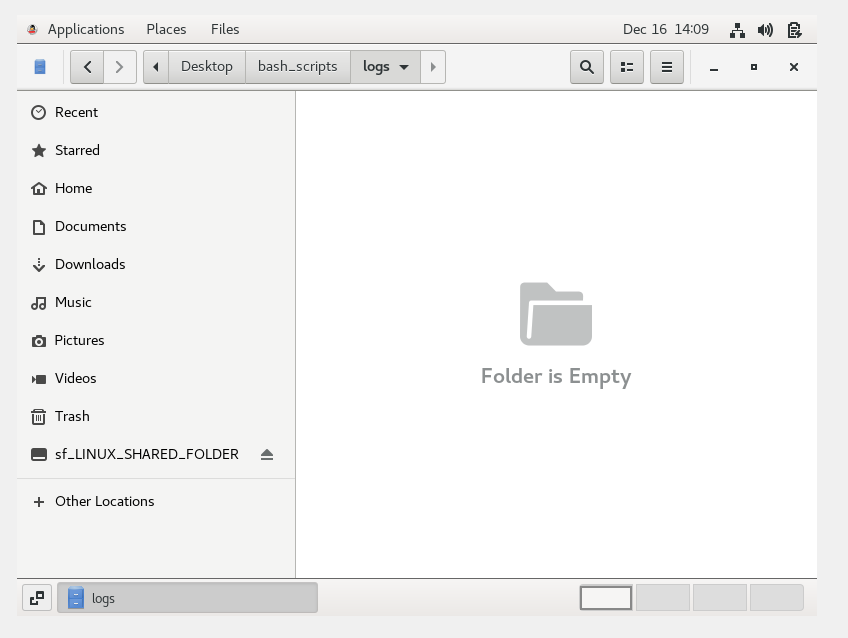 Applications Places Files Dec 16 14:09
Desktop bash_scripts logs
Recent
Starred
Home
Documents
Downloads
Music
Pictures
Videos
Trash
sf_LINUX_SHARED_FOLDER
Other Locations
Folder is Empty
logs